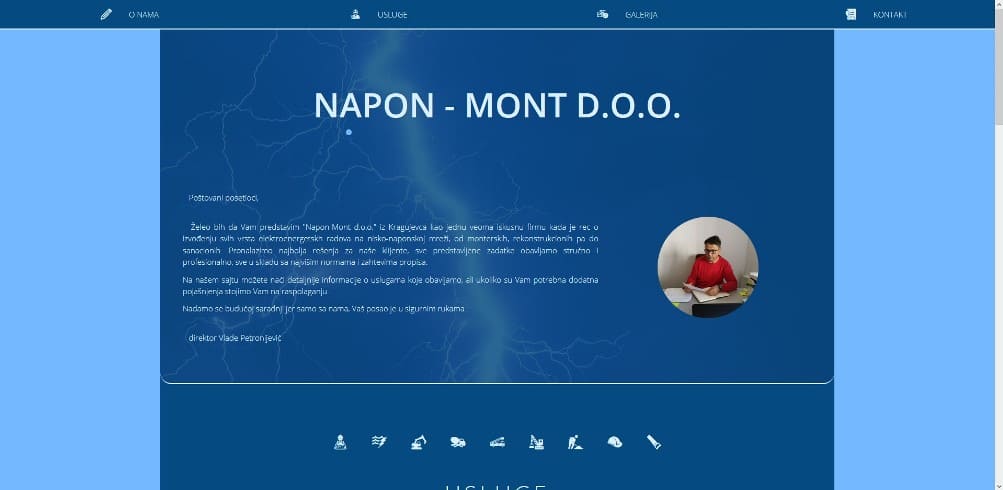 O NAMA
USLUGE
GALERIJA
KONTAKT
NAPON - MONT D.O.O.
Poštovani posetioci,
Želeo bih da Vam predstavim "Napon Mont d.o.o." iz Kragujevca kao jednu veoma iskusnu firmu kada je reč o
izvođenju svih vrsta elektroenergetskih radova na nisko-naponskoj mreži, od monterskih, rekonstrukcionih pa do
sanacionih. Pronalazimo najbolja rešenja za naše klijente, sve predstavljene zadatke obavljamo stručno i
profesionalno, sve u skladu sa najvišim normama i zahtevima propisa.
Na našem sajtu možete naći detaljnije informacije o uslugama koje obavljamo, ali ukoliko su Vam potrebna dodatna
pojašnjenja stojimo Vam na raspolaganju.
Nadamo se budućoj saradnji jer samo sa nama, Vaš posao je u sigurnim rukama.
direktor Vlade Petronijević
USLUGE